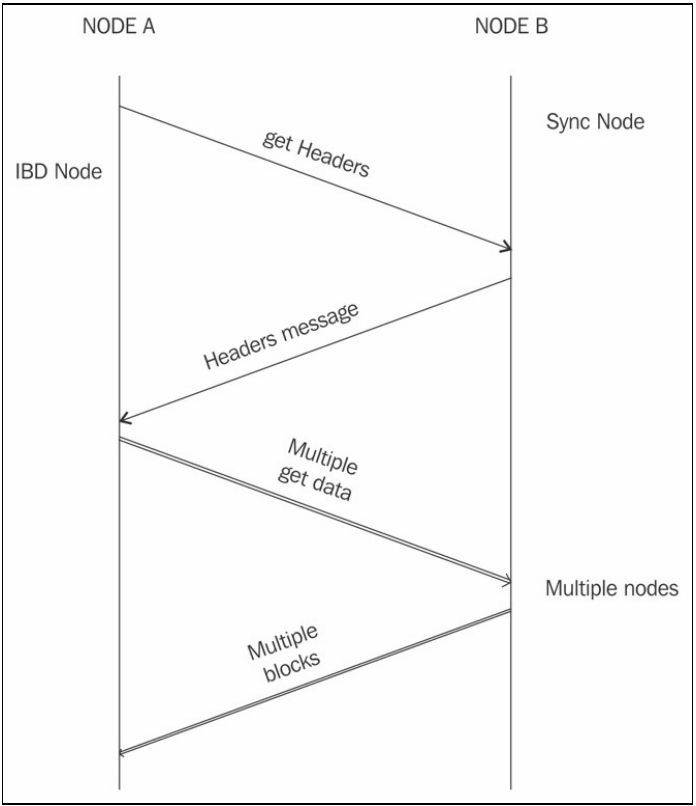 NODE A
NODE B
Sync Node
get Headers
IBD Node
Headers message
Multiple
get data
Multiple nodes
Multiple
blocks